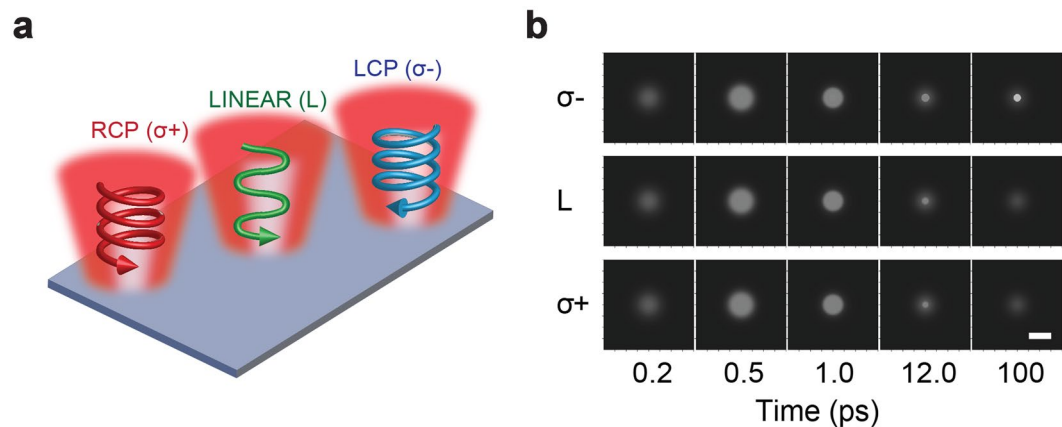 a
b
LCP (σ-)
LINEAR (L)
RCP (σ+)
σ-
L
σ+
0.2 0.5 1.0 12.0 100
Time (ps)